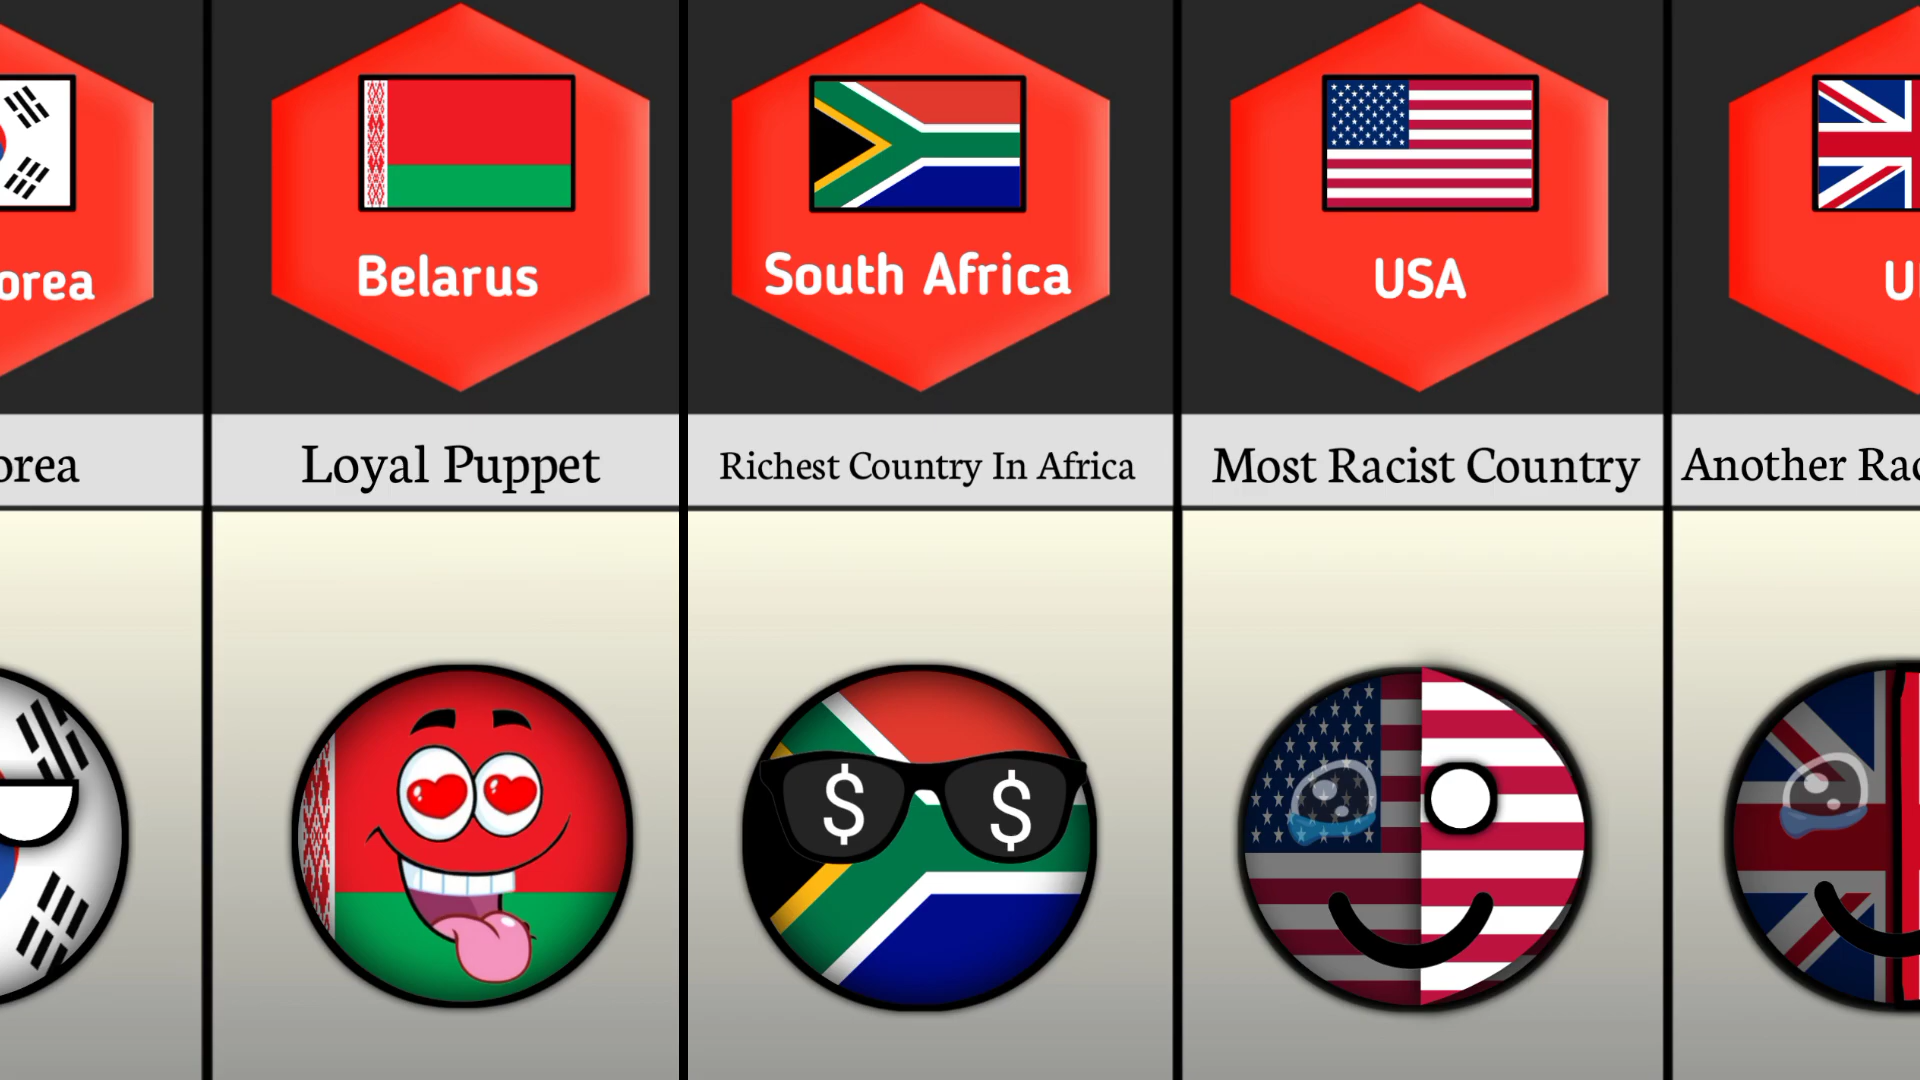 orea
Belarus
South Africa
USA
U
orea
Loyal Puppet
Richest Country In Africa
Most Racist Country
Another Rac
$ $